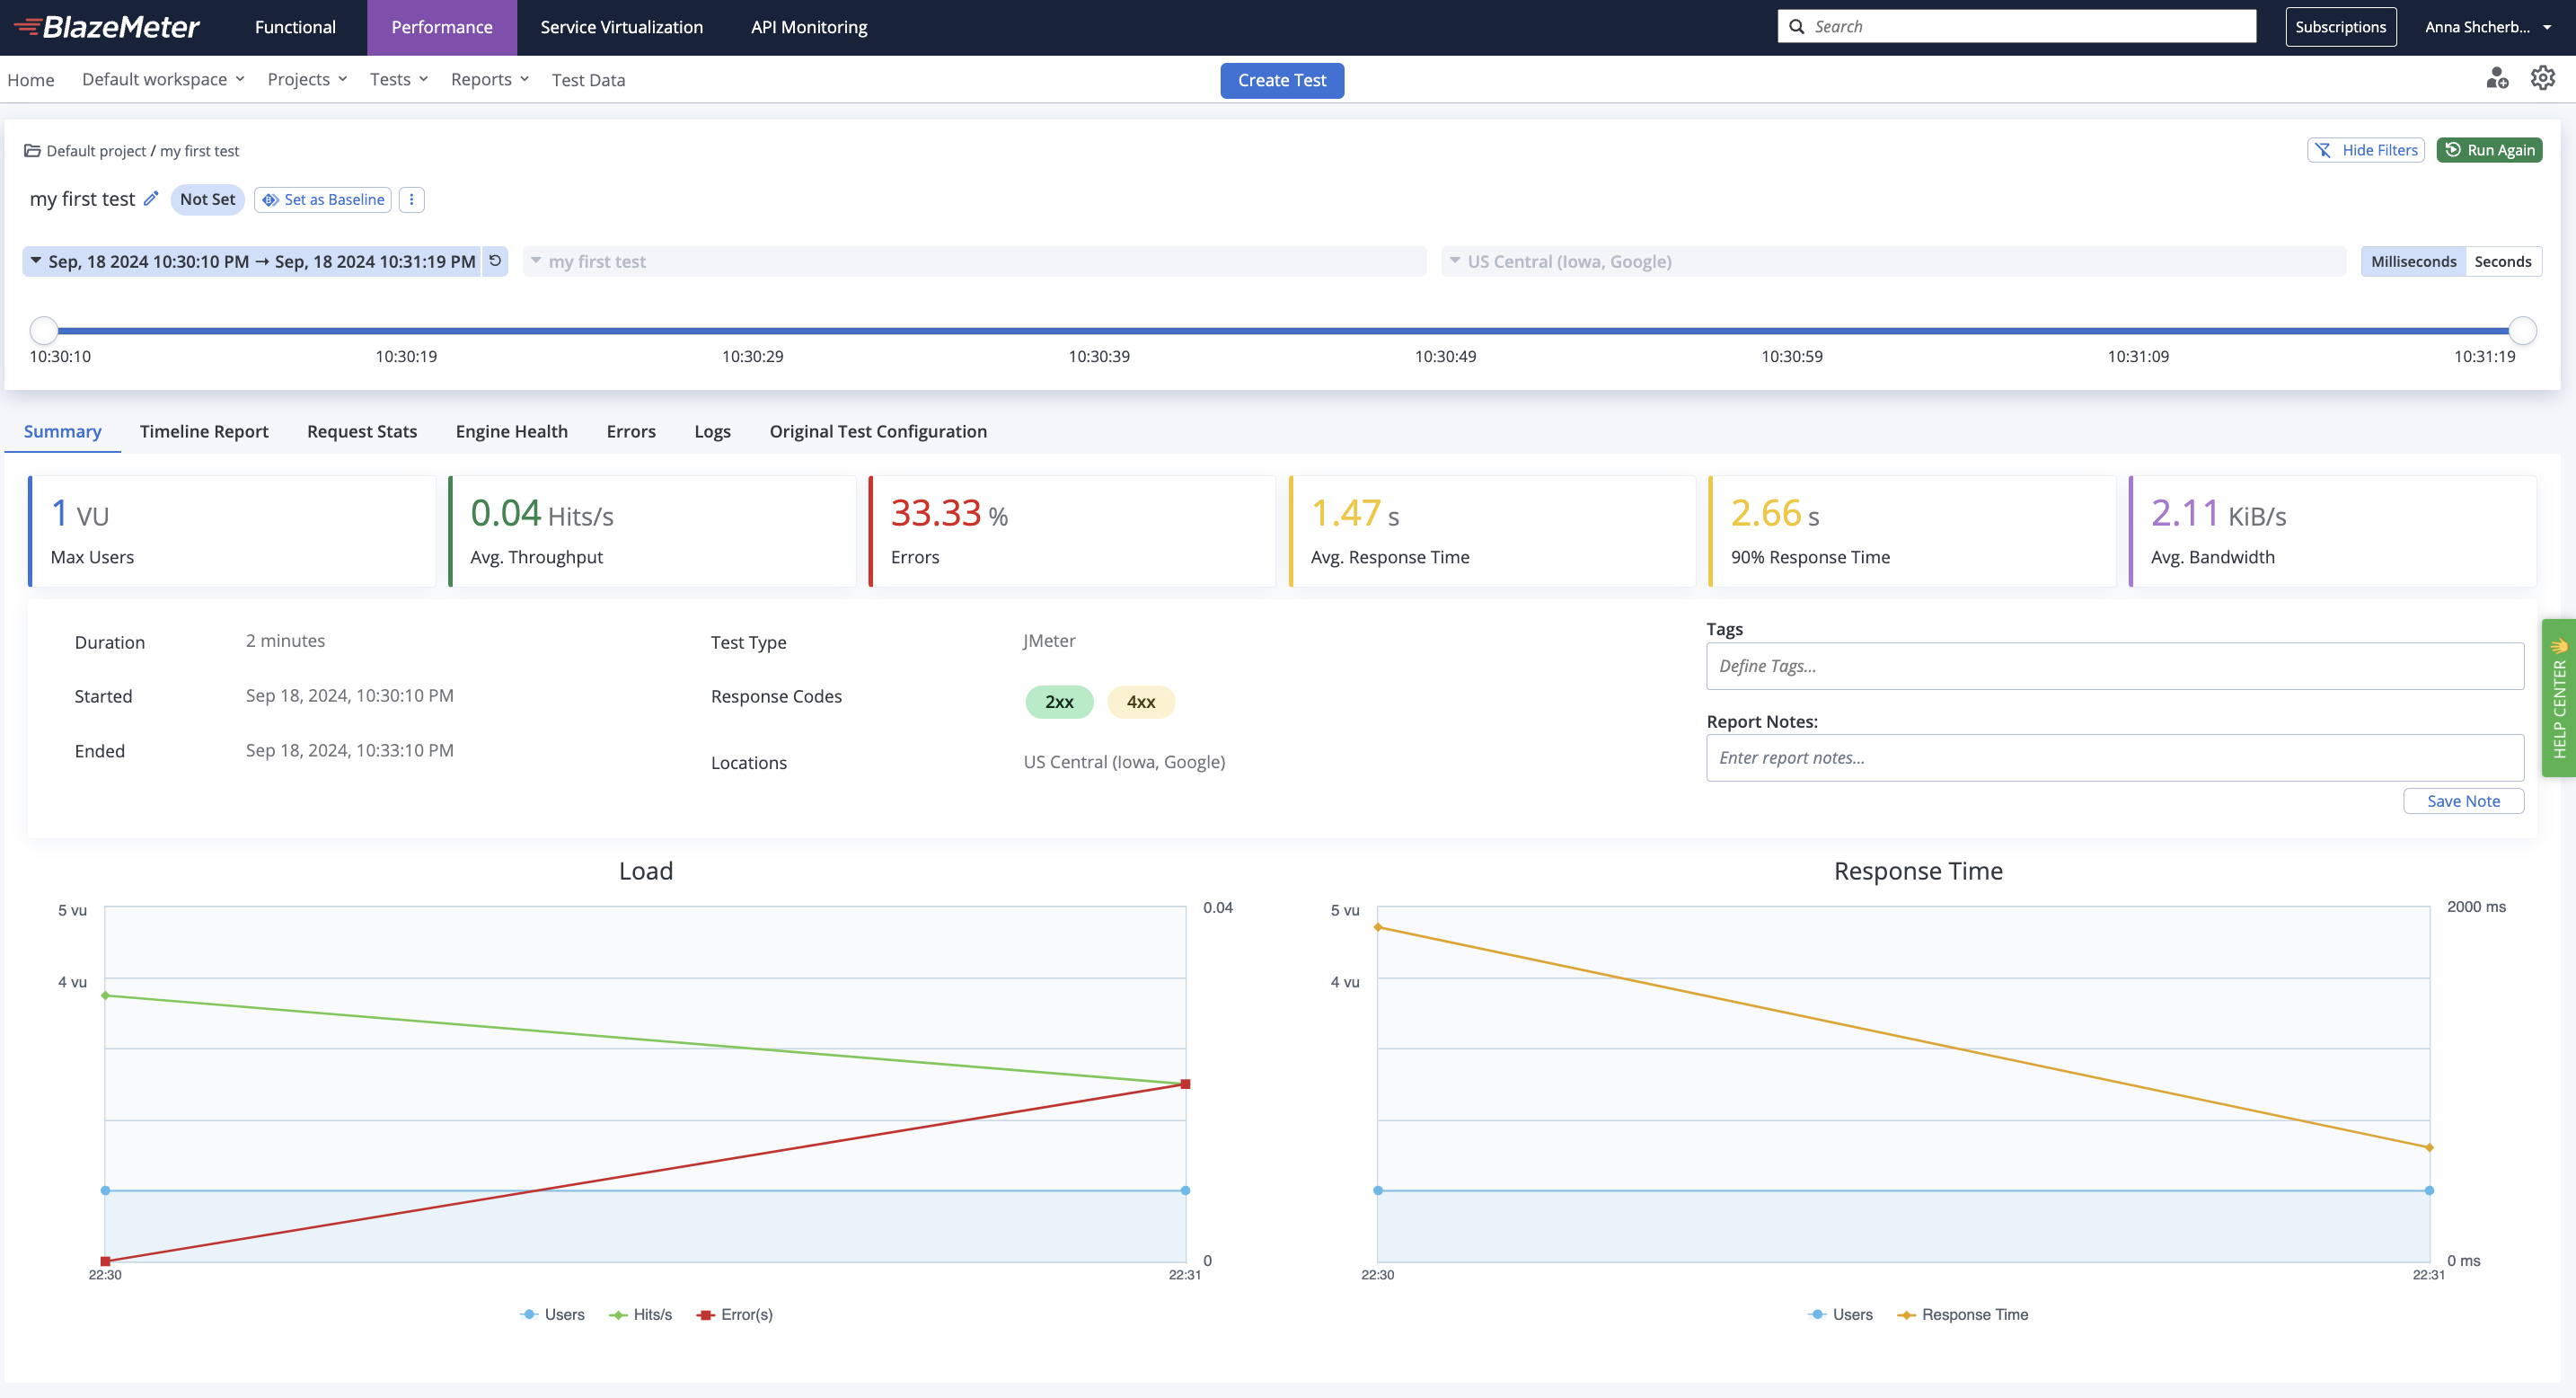 BlazeMeter Functional Performance Service Virtualization API Monitoring Search Subscriptions Anna Shcherb...
Home Default workspace Projects Tests Reports Test Data Create Test
Default project / my first test Hide Filters Run Again
my first test Not Set Set as Baseline
Sep, 18 2024 10:30:10 PM → Sep, 18 2024 10:31:19 PM my first test US Central (Iowa, Google) Milliseconds Seconds
10:30:10 10:30:19 10:30:29 10:30:39 10:30:49 10:30:59 10:31:09 10:31:19
Summary Timeline Report Request Stats Engine Health Errors Logs Original Test Configuration
1 VU 0.04 Hits/s 33.33 % 1.47 s 2.66 s 2.11 KiB/s
Max Users Avg. Throughput Errors Avg. Response Time 90% Response Time Avg. Bandwidth
Duration 2 minutes Test Type JMeter Tags
Define Tags...
Started Sep 18, 2024, 10:30:10 PM Response Codes 2xx 4xx
Report Notes:
Ended Sep 18, 2024, 10:33:10 PM Locations US Central (Iowa, Google) Enter report notes...
Save Note
HELP CENTER
Load
5 vu 0.04
4 vu
0
22:30 22:31
Users Hits/s Error(s)
Response Time
5 vu 2000 ms
4 vu
0 ms
22:30 22:31
Users Response Time